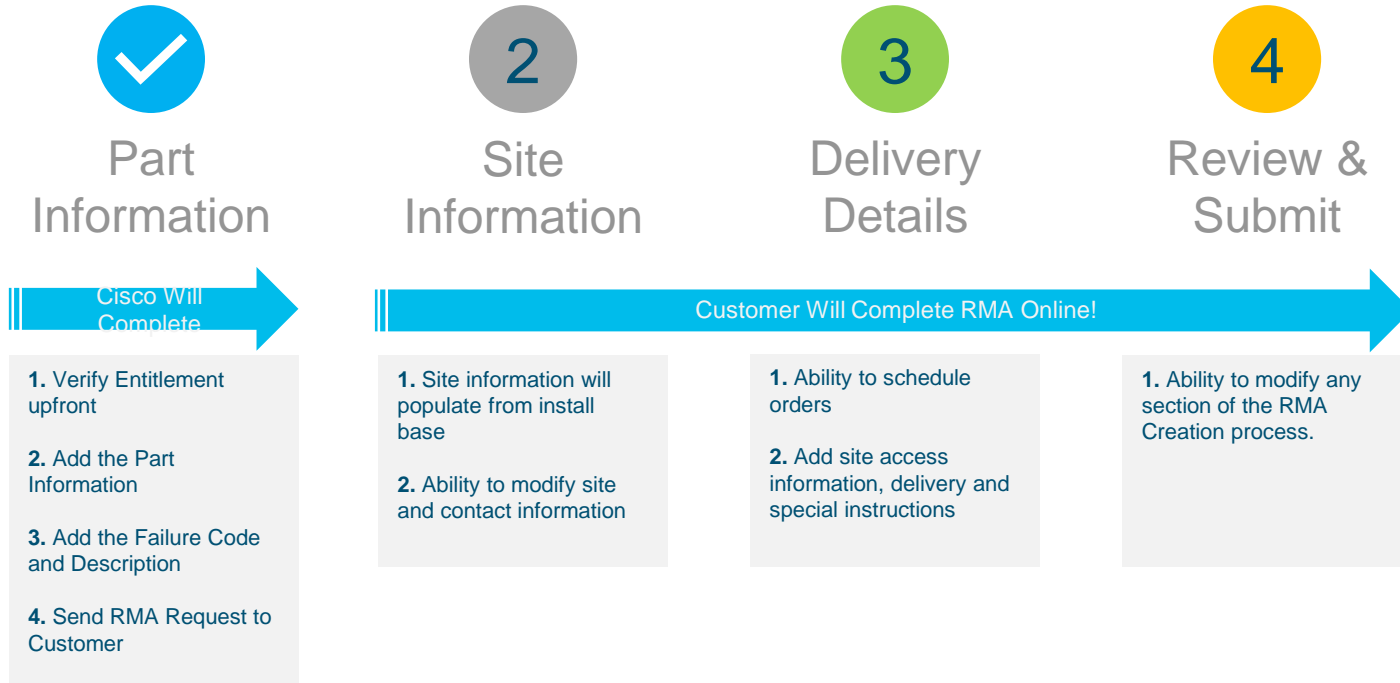 2
3
4
Part
Information
Site
Information
Delivery
Details
Review &
Submit
Cisco Will
Complete
Customer Will Complete RMA Online!
1. Verify Entitlement
upfront
2. Add the Part
Information
3. Add the Failure Code
and Description
4. Send RMA Request to
Customer
1. Site information will
populate from install
base
2. Ability to modify site
and contact information
1. Ability to schedule
orders
2. Add site access
information, delivery and
special instructions
1. Ability to modify any
section of the RMA
Creation process.